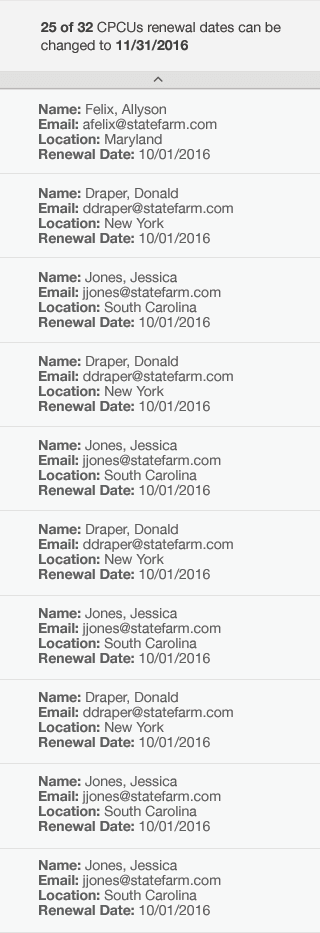 25 of 32 CPCUs renewal dates can be
changed to 11/31/2016
Name: Felix, Allyson
Email: afelix@statefarm.com
Location: Maryland
Renewal Date: 10/01/2016
Name: Draper, Donald
Email: ddraper@statefarm.com
Location: New York
Renewal Date: 10/01/2016
Name: Jones, Jessica
Email: jjones@statefarm.com
Location: South Carolina
Renewal Date: 10/01/2016
Name: Draper, Donald
Email: ddraper@statefarm.com
Location: New York
Renewal Date: 10/01/2016
Name: Jones, Jessica
Email: jjones@statefarm.com
Location: South Carolina
Renewal Date: 10/01/2016
Name: Draper, Donald
Email: ddraper@statefarm.com
Location: New York
Renewal Date: 10/01/2016
Name: Jones, Jessica
Email: jjones@statefarm.com
Location: South Carolina
Renewal Date: 10/01/2016
Name: Draper, Donald
Email: ddraper@statefarm.com
Location: New York
Renewal Date: 10/01/2016
Name: Jones, Jessica
Email: jjones@statefarm.com
Location: South Carolina
Renewal Date: 10/01/2016
Name: Jones, Jessica
Email: jjones@statefarm.com
Location: South Carolina
Renewal Date: 10/01/2016